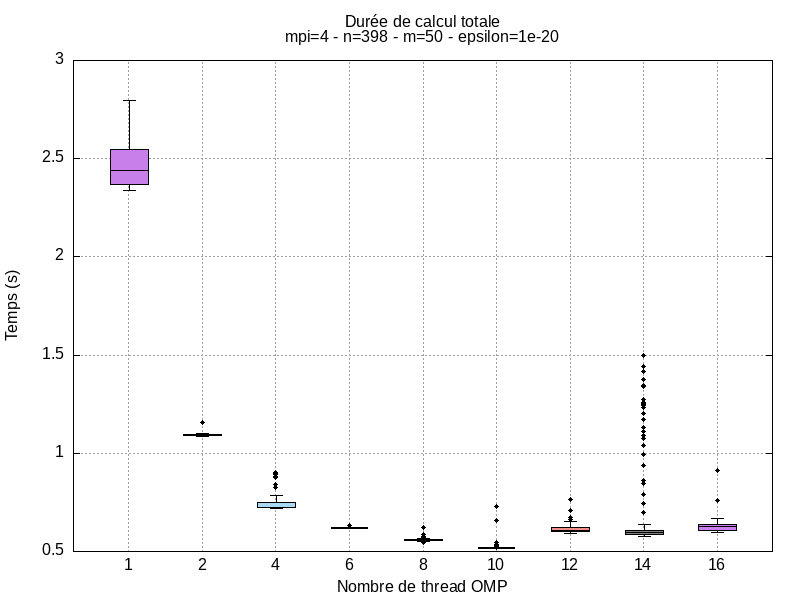 Durée de calcul totale
mpi=4 - n=398 - m=50 - epsilon=1e-20
3
2.5
2
1.5
1
0.5
Temps (s)
1 2 4 6 8 10 12 14 16
Nombre de thread OMP